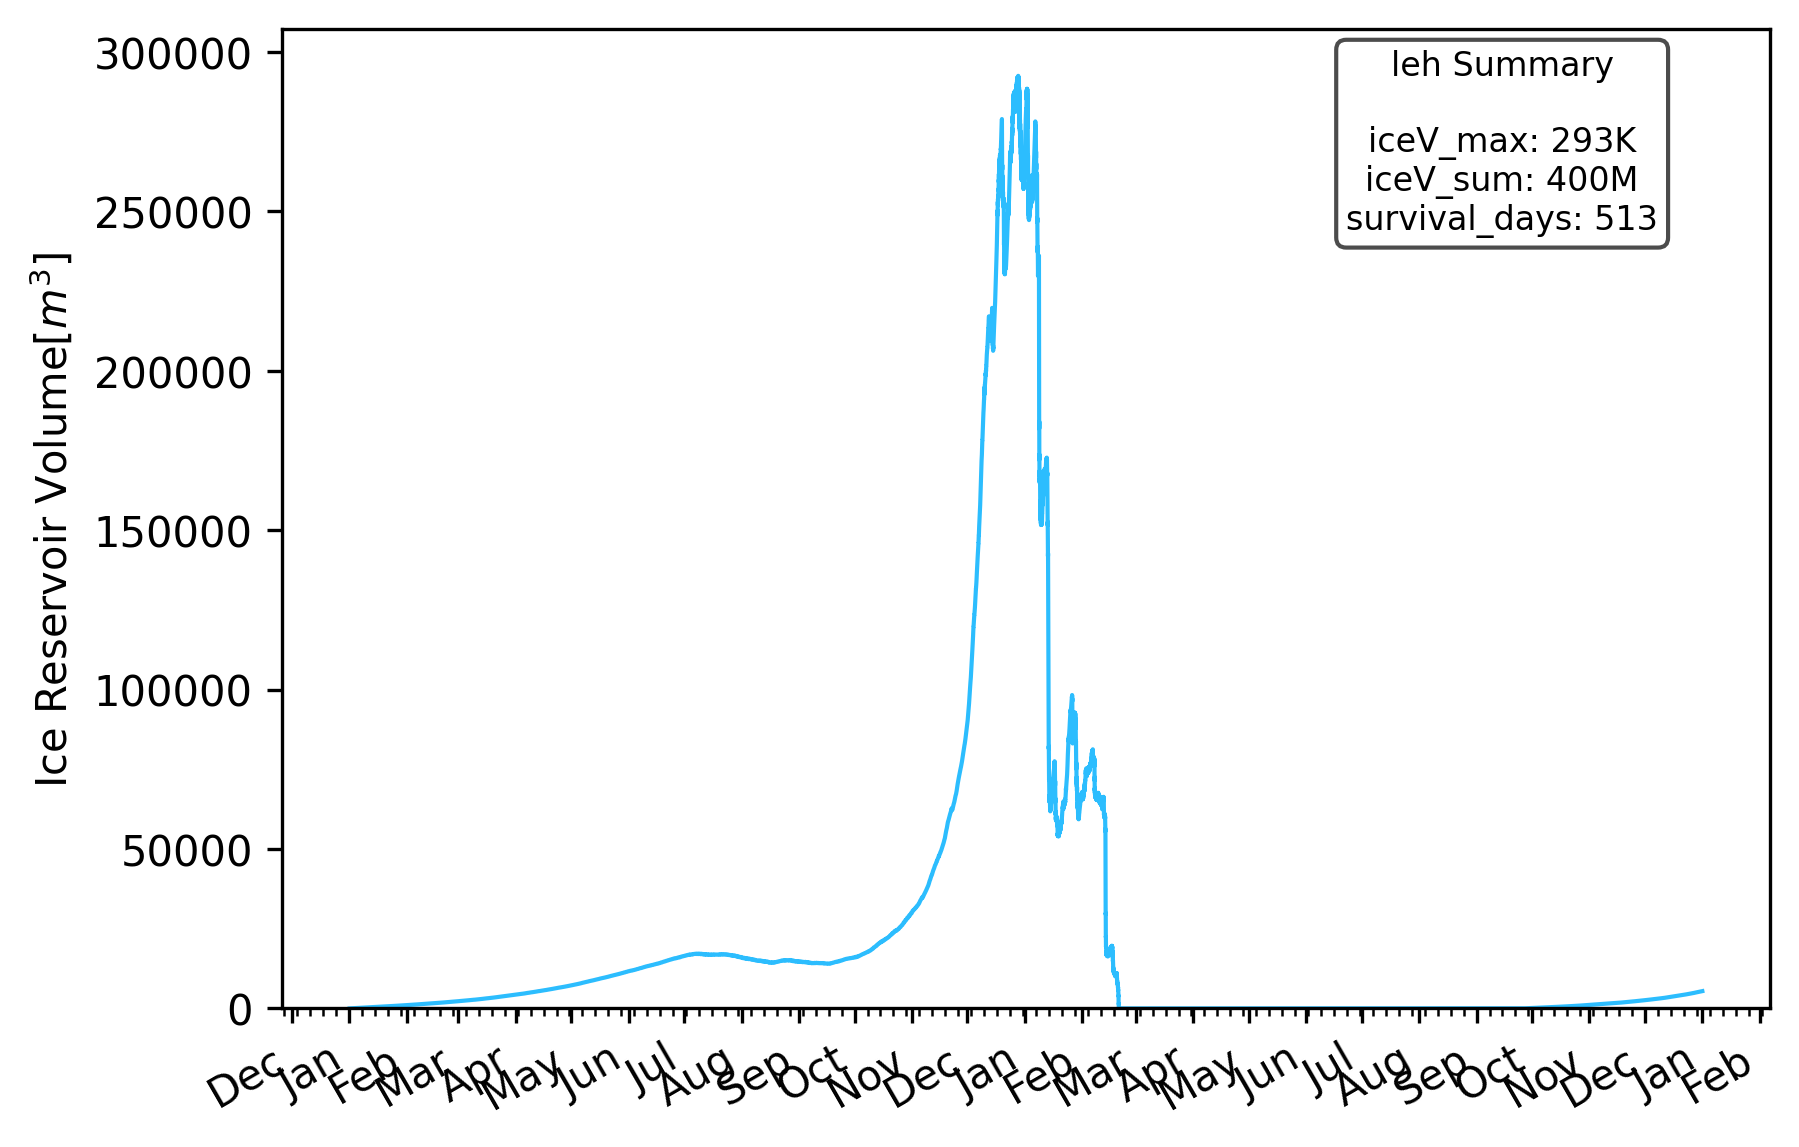 300000
250000
200000
150000
100000
50000
0
Ice Reservoir Volume[m³]
leh Summary
iceV_max: 293K
iceV_sum: 400M
survival_days: 513
Dec Jan Feb Mar Apr May Jun Jul Aug Sep Oct Nov Dec Jan Feb Mar Apr May Jun Jul Aug Sep Oct Nov Dec Jan Feb